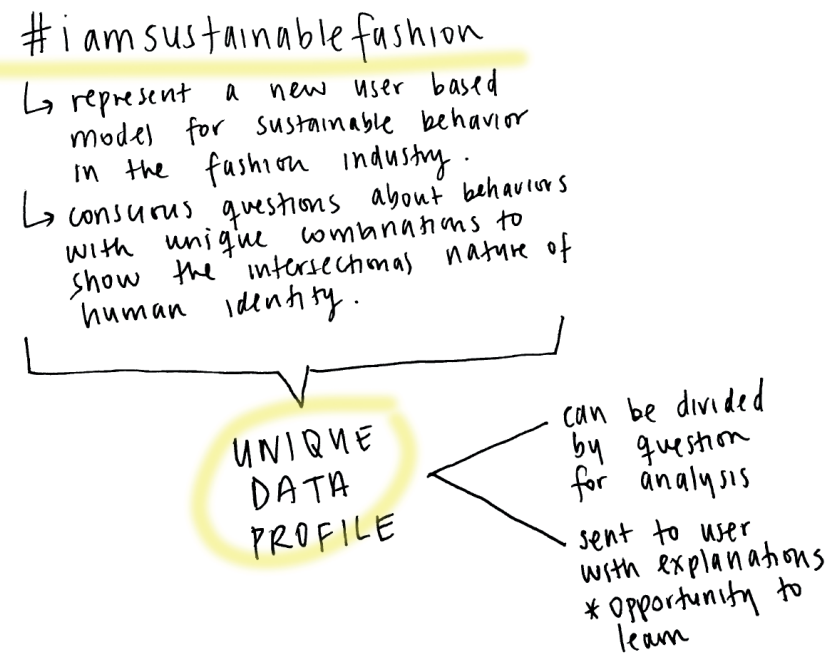 #iamsustainablefashion
↳ represent a new user based
model for sustainable behavior
in the fashion industry.
↳ conscious questions about behaviors
with unique combinations to
show the intersectional nature of
human identity.
UNIQUE
DATA
PROFILE
can be divided
by question
for analysis
sent to user
with explanations
* opportunity to
learn